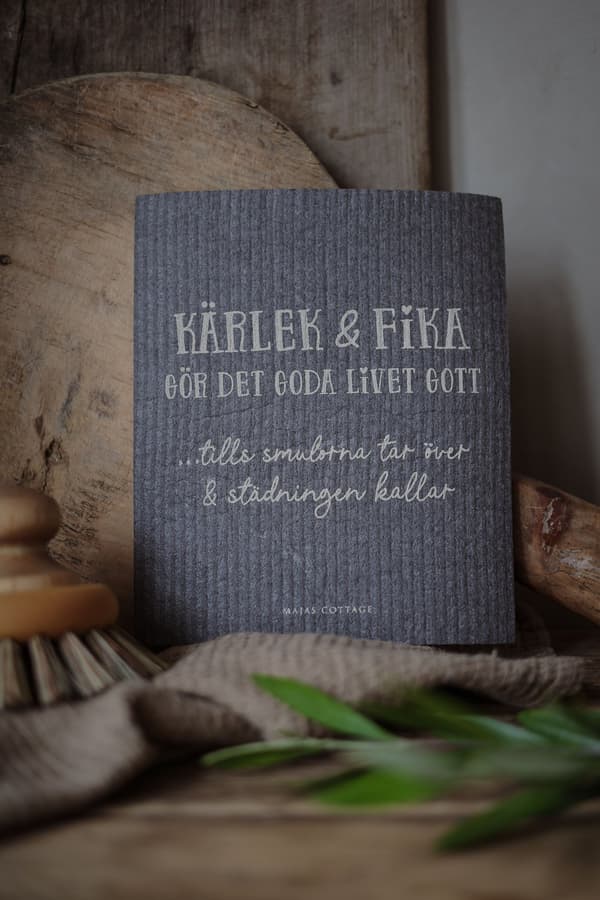 KÄRLEK & FIKA
GÖR DET GODA LIVET GOTT
...tills smulorna tar över
& städningen kallar
MAJAS COTTAGE